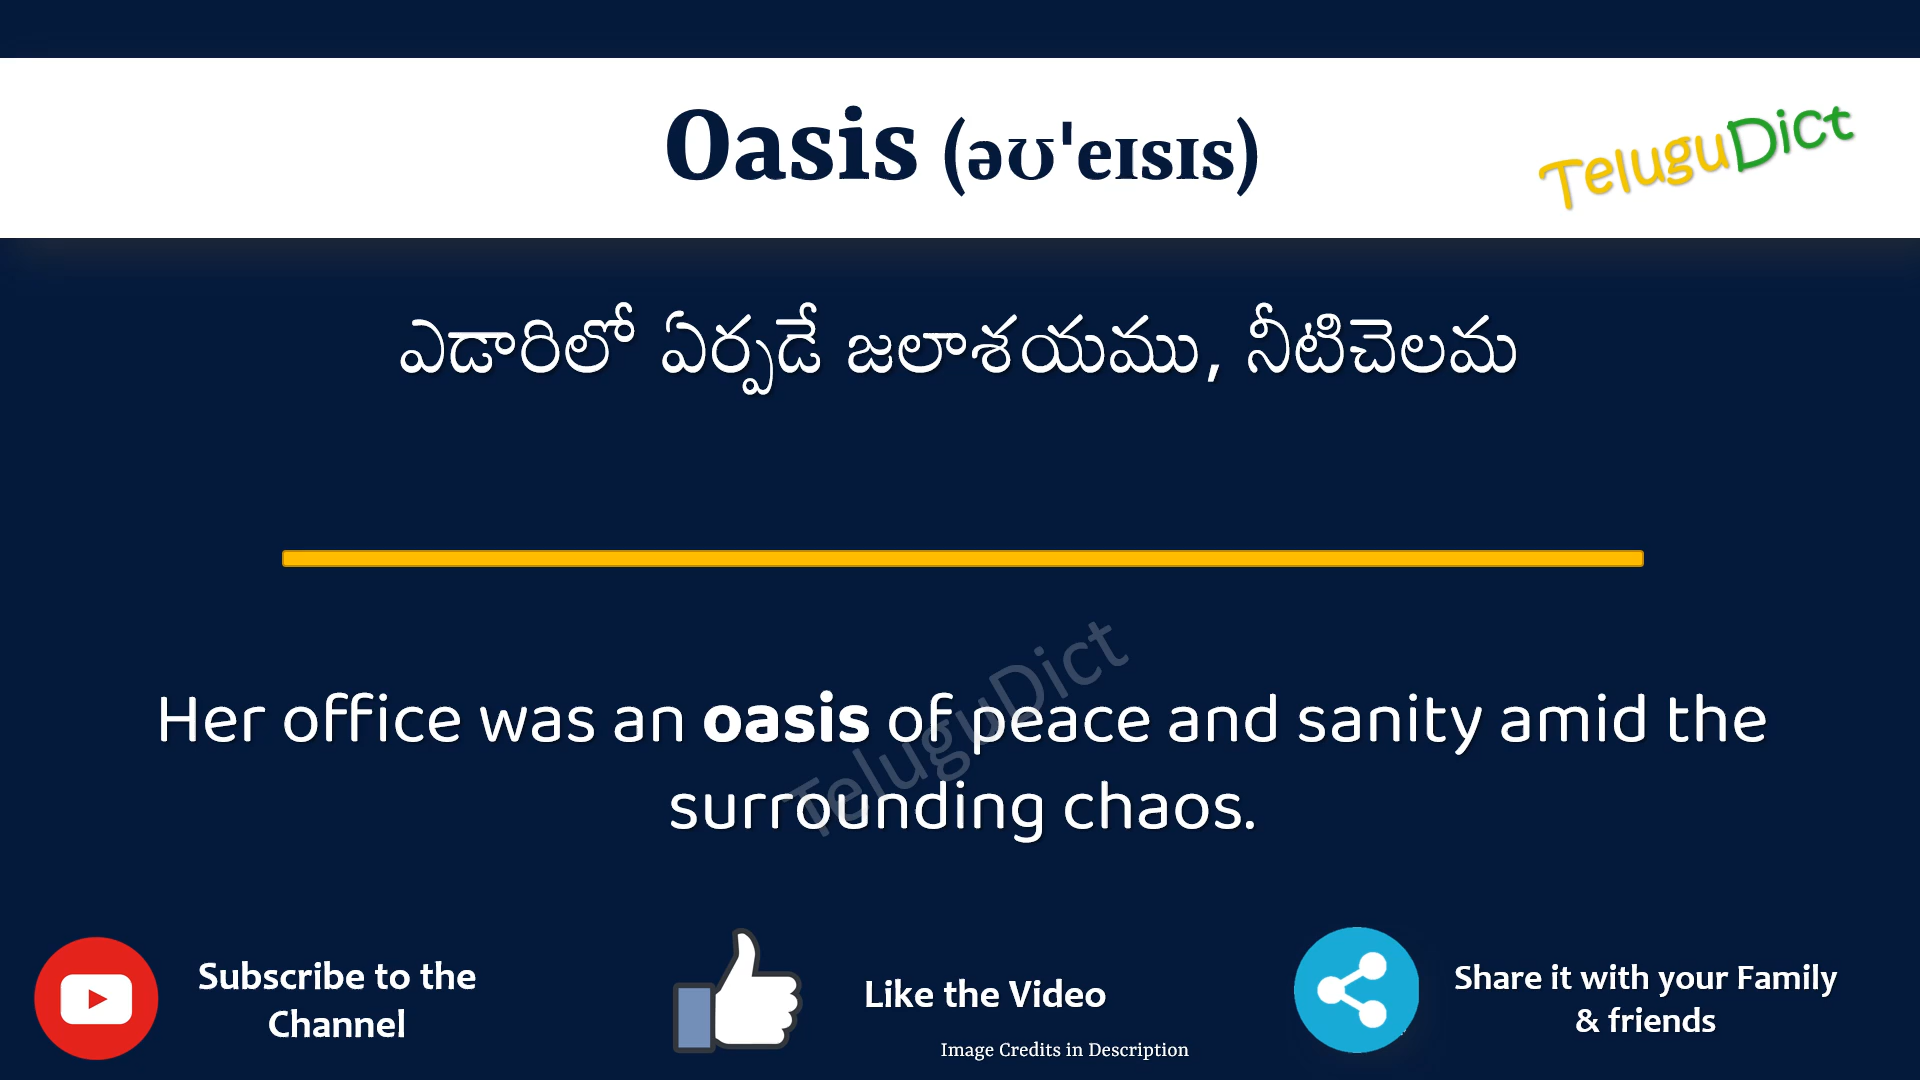 Oasis (əʊˈeɪsɪs)
TeluguDict
ఎడారిలో ఏర్పడే జలాశయము, నీటిచెలమ
TeluguDict
Her office was an oasis of peace and sanity amid the
surrounding chaos.
Subscribe to the
Channel
Like the Video
Share it with your Family
& friends
Image Credits in Description